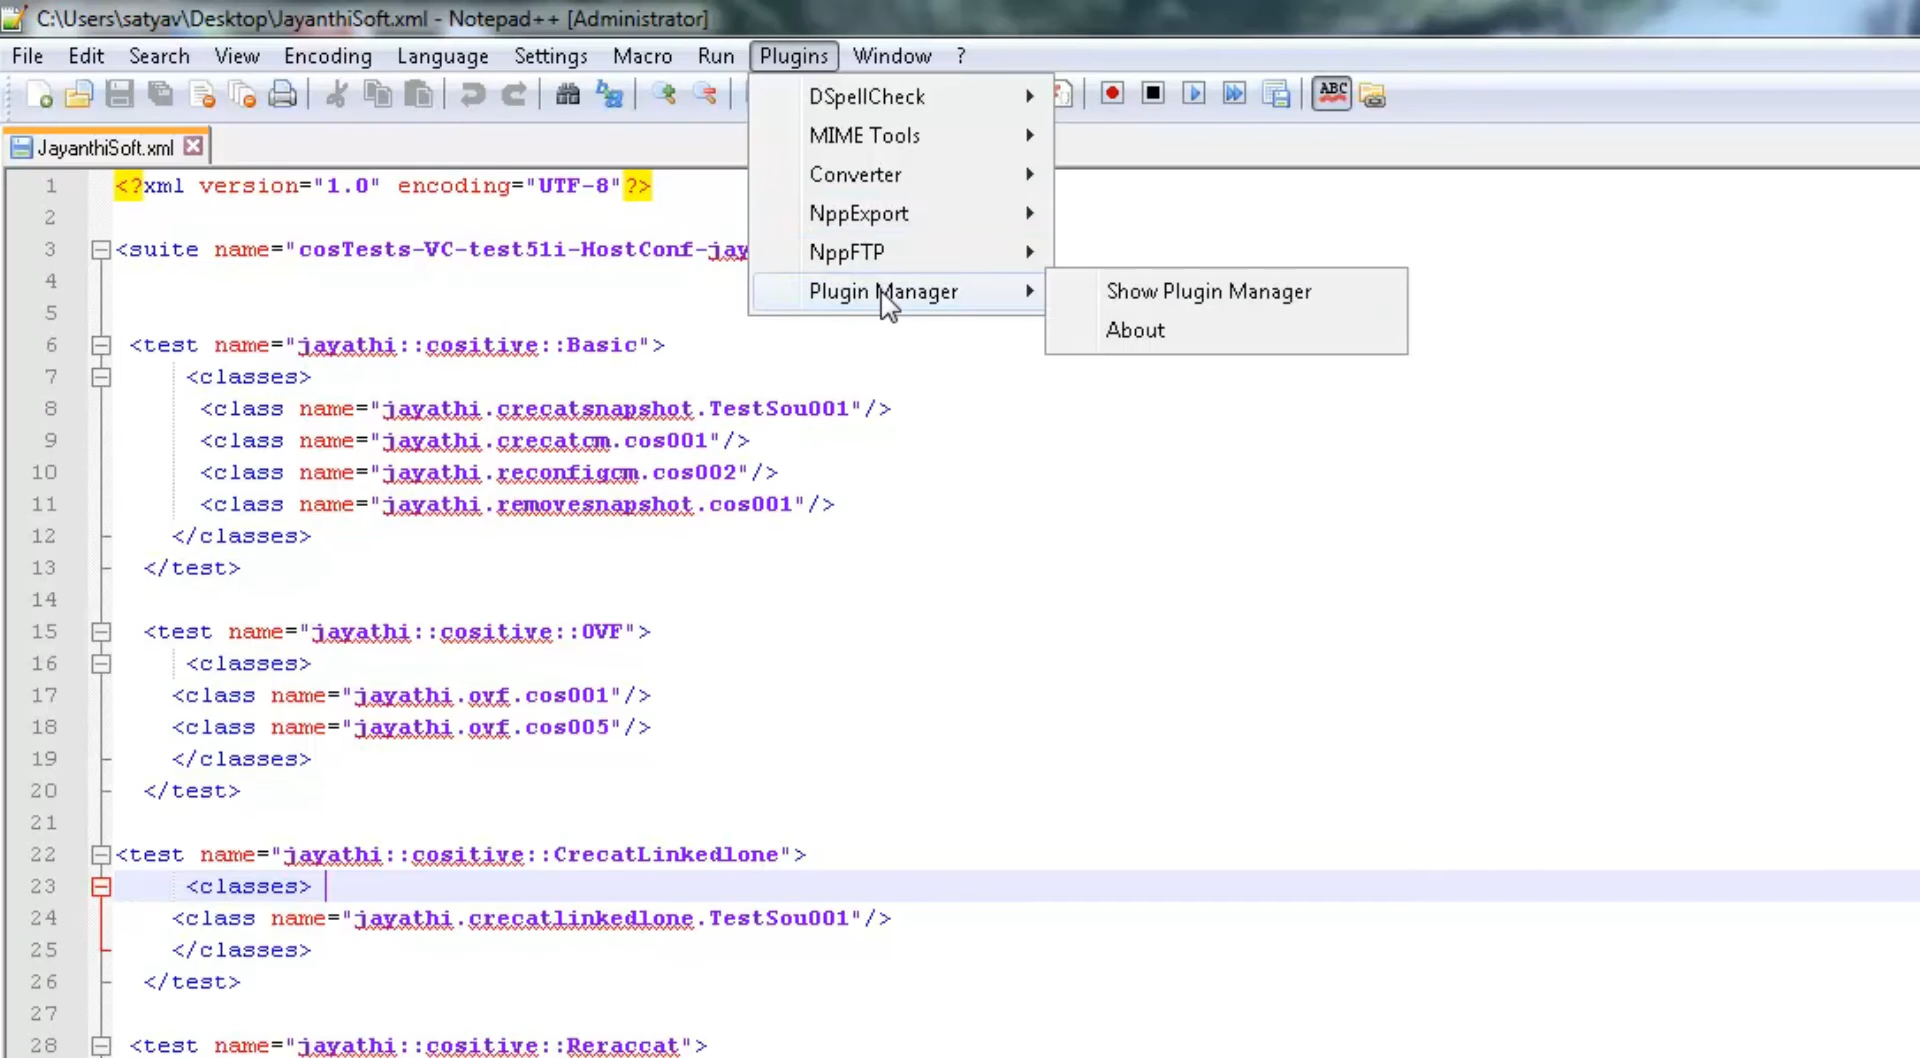 C:\Users\satyav\Desktop\JayanthiSoft.xml - Notepad++ [Administrator]
File Edit Search View Encoding Language Settings Macro Run Plugins Window ?
ABC
DSpellCheck
MIME Tools
Converter
NppExport
NppFTP
Plugin Manager
Show Plugin Manager
About
JayanthiSoft.xml
1 <?xml version="1.0" encoding="UTF-8"?>
2
3 <suite name="cosTests-VC-test51i-HostConf-jay
4
5
6 <test name="jayathi::cositive::Basic">
7 <classes>
8 <class name="jayathi.crecatsnapshot.TestSou001"/>
9 <class name="jayathi.crecatcm.cos001"/>
10 <class name="jayathi.reconfigcm.cos002"/>
11 <class name="jayathi.removesnapshot.cos001"/>
12 </classes>
13 </test>
14
15 <test name="jayathi::cositive::OVF">
16 <classes>
17 <class name="jayathi.ovf.cos001"/>
18 <class name="jayathi.ovf.cos005"/>
19 </classes>
20 </test>
21
22 <test name="jayathi::cositive::CrecatLinkedlone">
23 <classes>
24 <class name="jayathi.crecatlinkedlone.TestSou001"/>
25 </classes>
26 </test>
27
28 <test name="jayathi::cositive::Reraccat">